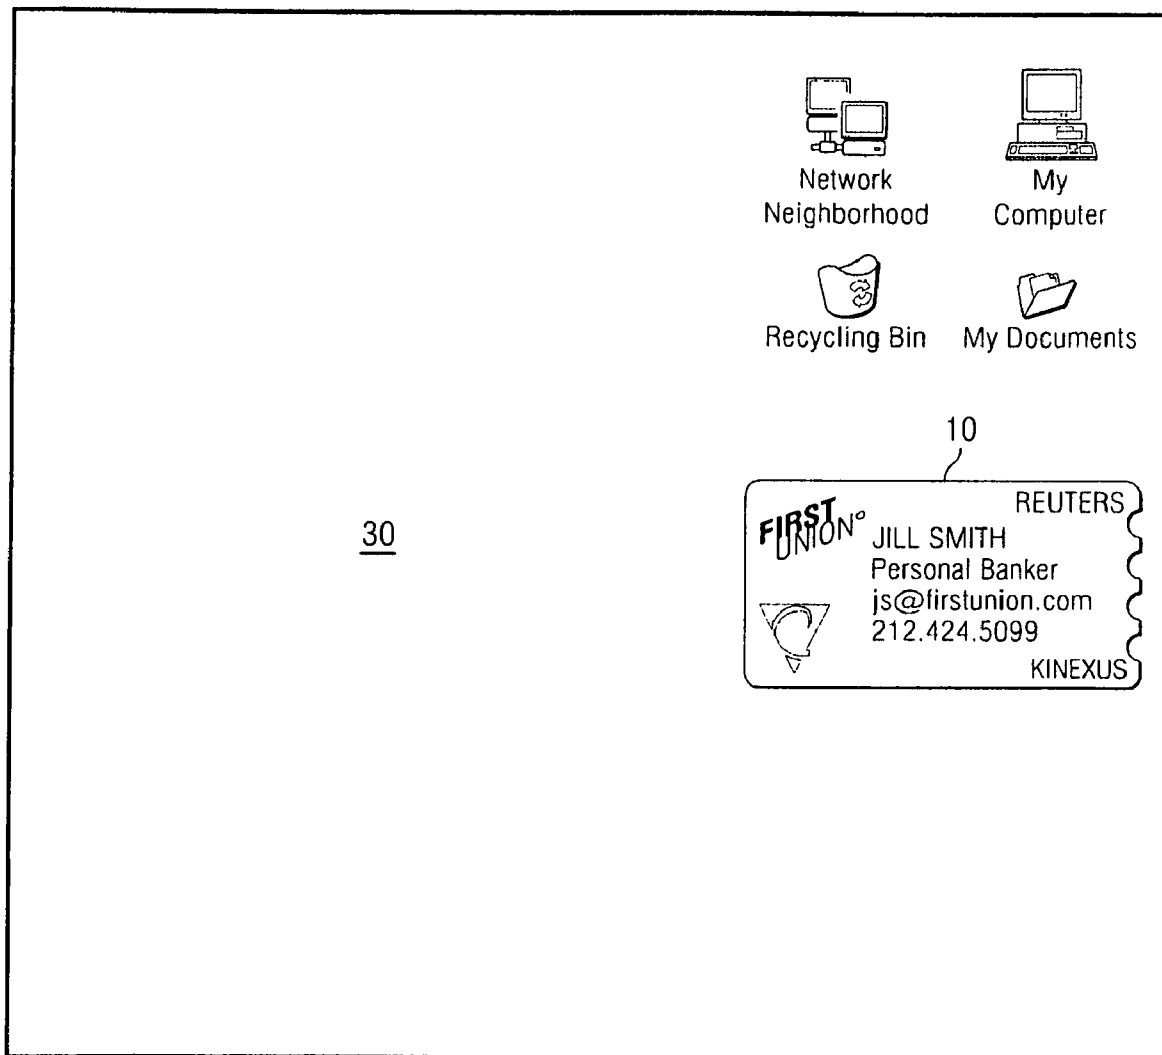 Network
Neighborhood
My
Computer
Recycling Bin
My Documents
10
30
FIRST
UNION
REUTERS
JILL SMITH
Personal Banker
js@firstunion.com
212.424.5099
KINEXUS